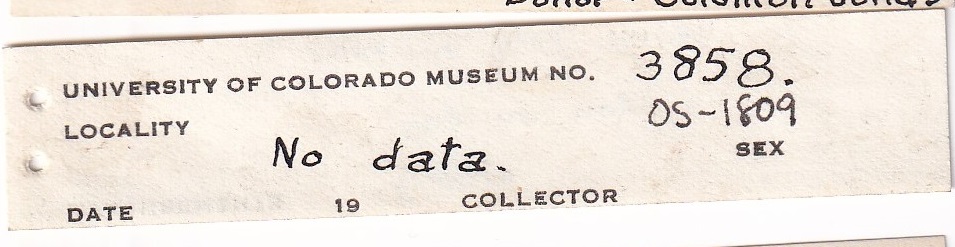 UNIVERSITY OF COLORADO MUSEUM NO. 3858.
LOCALITY OS-1809
No data. SEX
DATE 19 COLLECTOR